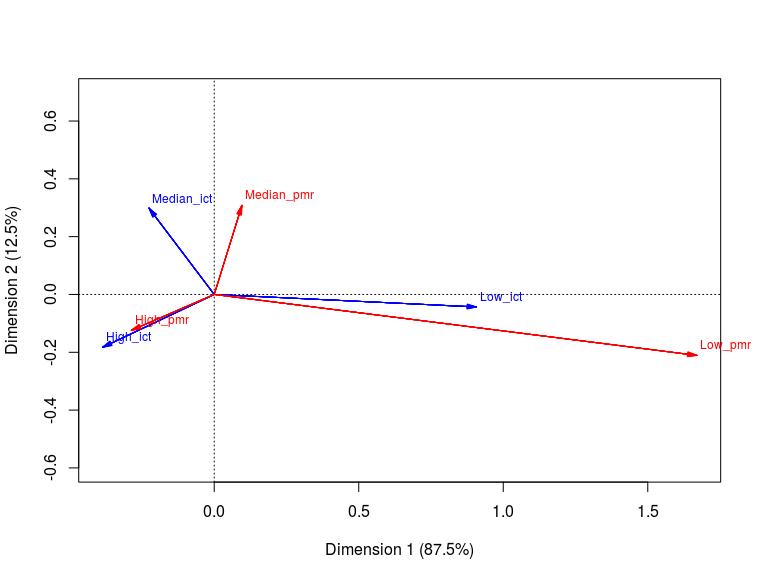 0.6
0.4
0.2
0.0
-0.2
-0.4
-0.6
Dimension 2 (12.5%)
Median_ict
Median_pmr
Low_ict
High_pmr
High_ict
Low_pmr
0.0
0.5
1.0
1.5
Dimension 1 (87.5%)